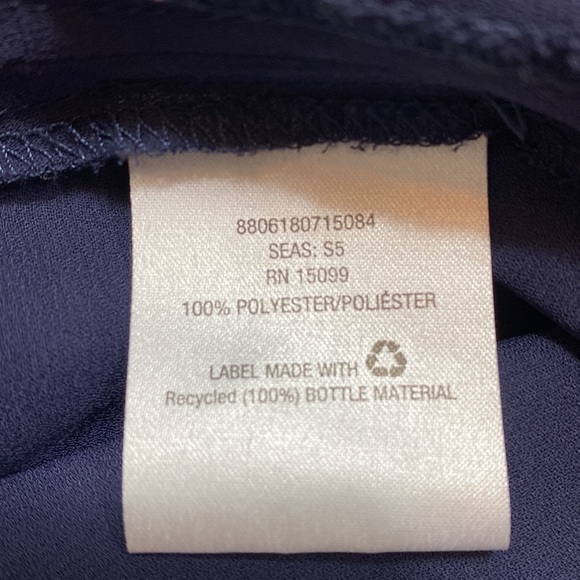 8806180715084
SEAS: S5
RN 15099
100% POLYESTER/POLIÉSTER
LABEL MADE WITH
Recycled (100%) BOTTLE MATERIAL